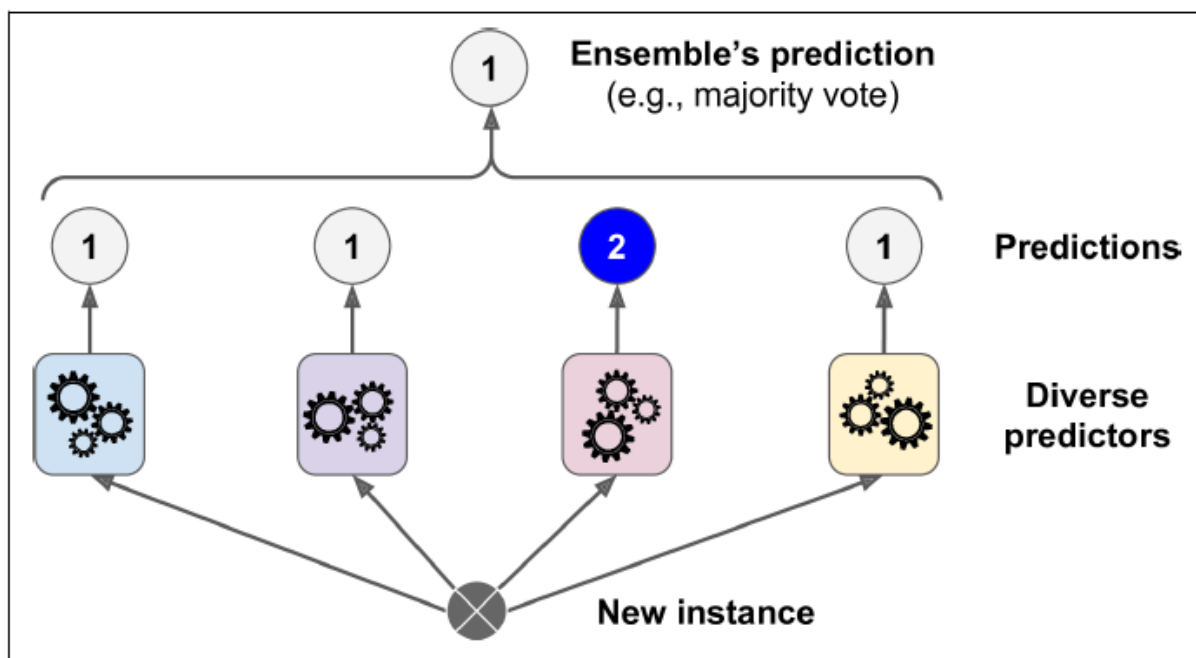 1
Ensemble's prediction
(e.g., majority vote)
1
1
2
1
Predictions
Diverse
predictors
New instance